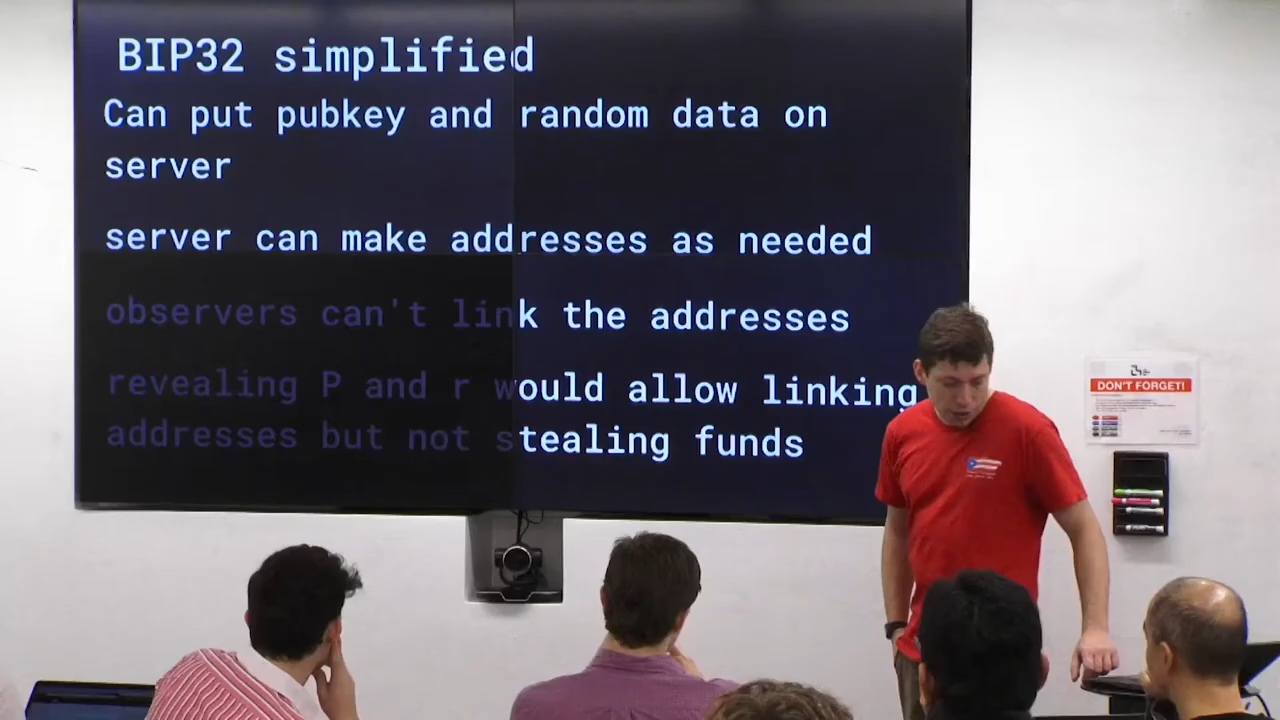 BIP32 simplified
Can put pubkey and random data on
server
server can make addresses as needed
observers can't link the addresses
revealing P and r would allow linking
addresses but not stealing funds
DON'T FORGET!